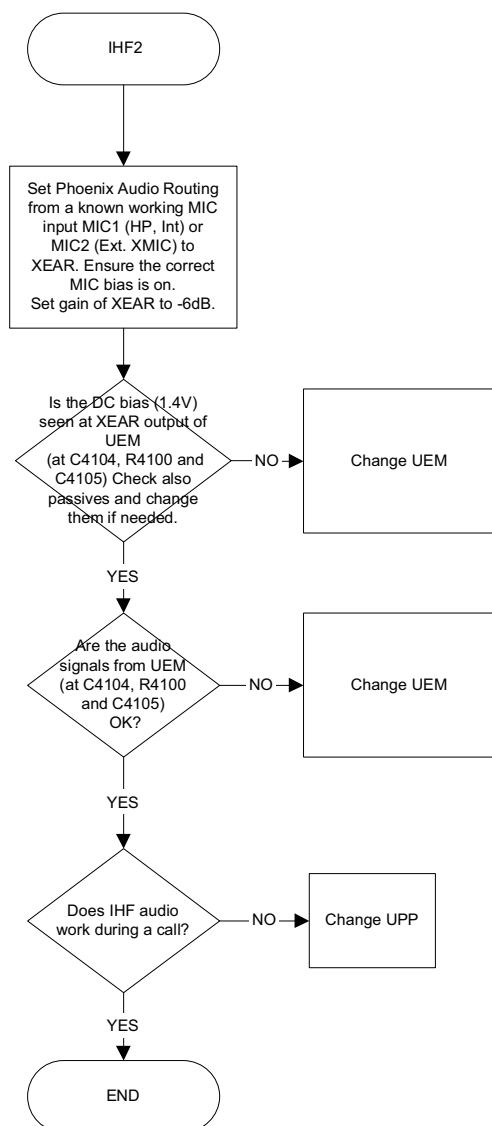 IHF2
Set Phoenix Audio Routing
from a known working MIC
input MIC1 (HP, Int) or
MIC2 (Ext. XMIC) to
XEAR. Ensure the correct
MIC bias is on.
Set gain of XEAR to -6dB.
Is the DC bias (1.4V)
seen at XEAR output of
UEM
(at C4104, R4100 and
C4105) Check also
passives and change
them if needed.
NO
Change UEM
YES
Are the audio
signals from UEM
(at C4104, R4100
and C4105)
OK?
NO
Change UEM
YES
Does IHF audio
work during a call?
NO
Change UPP
YES
END